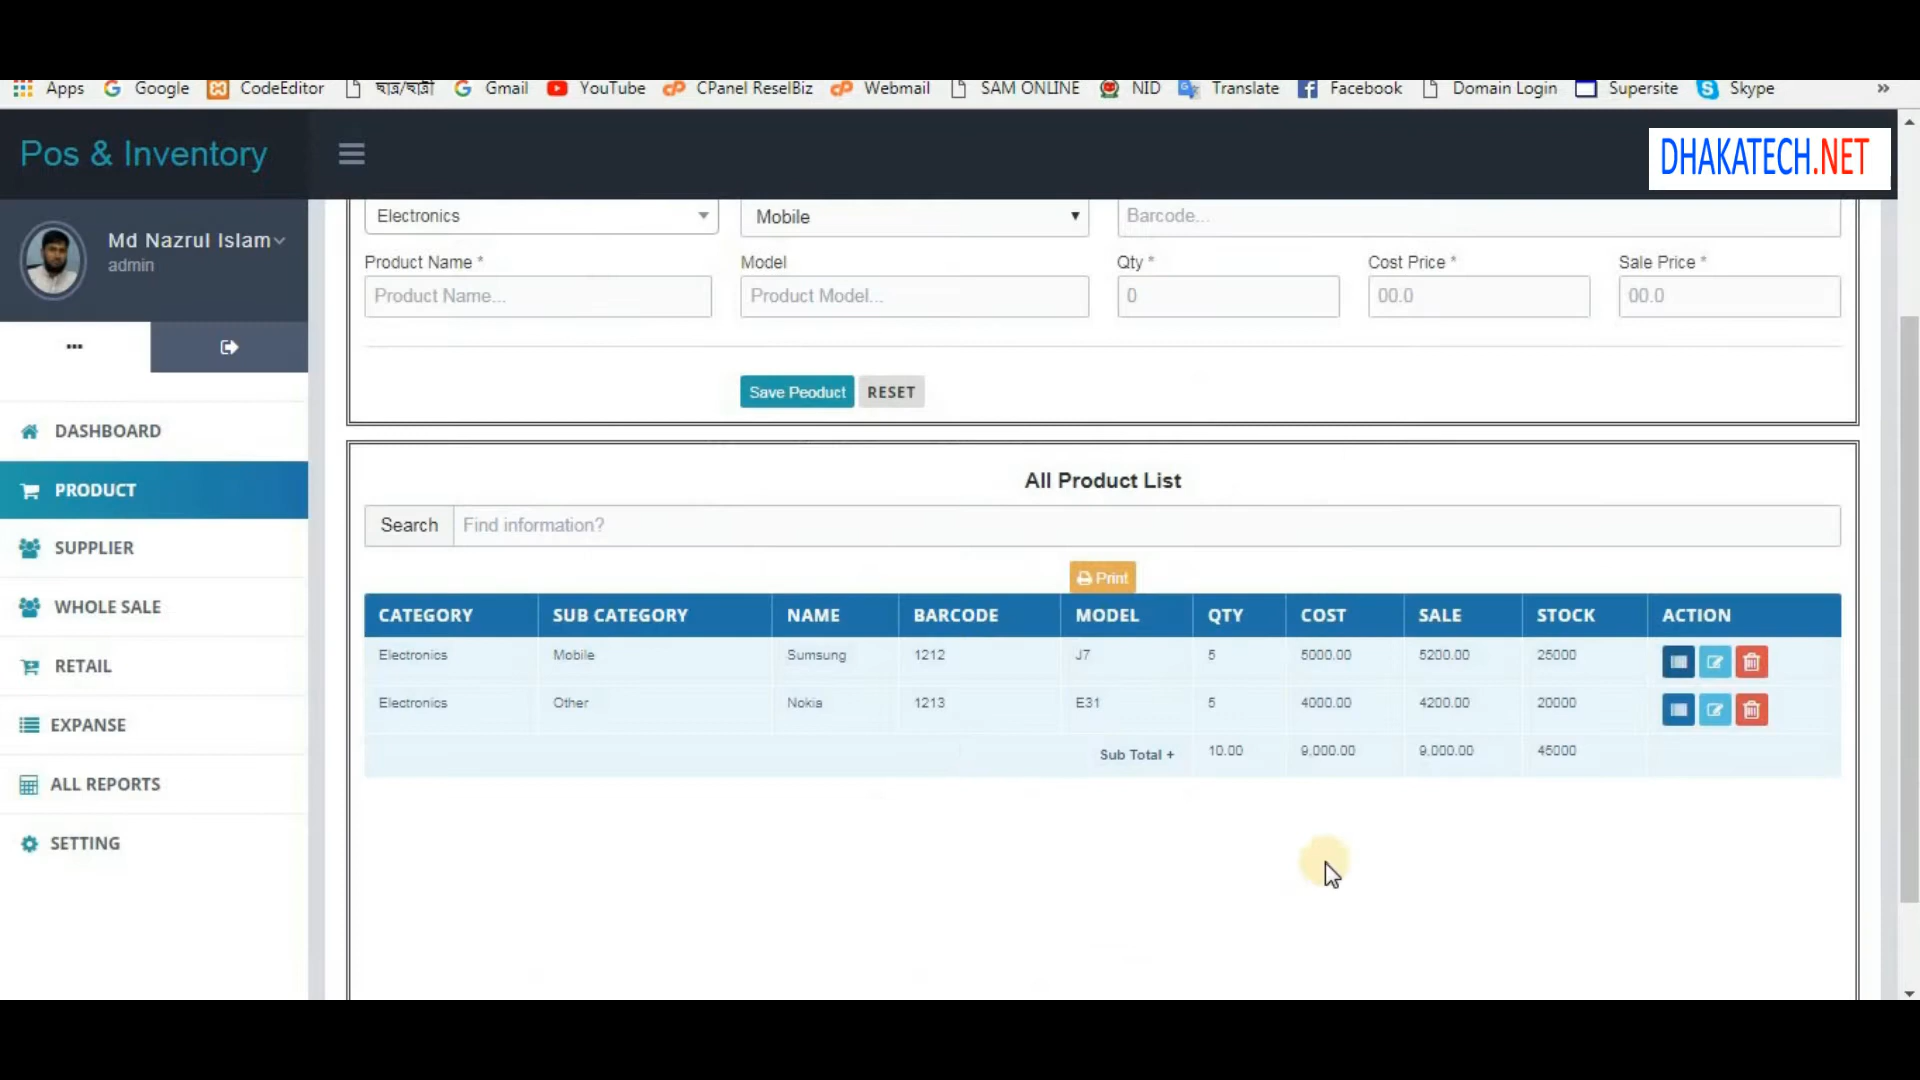 Apps Google CodeEditor ছাত্র/ছাত্রী Gmail YouTube CPanel ReselBiz Webmail SAM ONLINE NID Translate Facebook Domain Login Supersite Skype »
Pos & Inventory
DHAKATECH.NET
Md Nazrul Islam
admin
DASHBOARD
PRODUCT
SUPPLIER
WHOLE SALE
RETAIL
EXPANSE
ALL REPORTS
SETTING
Electronics Mobile Barcode...
Product Name * Model Qty * Cost Price * Sale Price *
Product Name... Product Model... 0 00.0 00.0
Save Peoduct RESET
All Product List
Search Find information?
Print
CATEGORY SUB CATEGORY NAME BARCODE MODEL QTY COST SALE STOCK ACTION
Electronics Mobile Sumsung 1212 J7 5 5000.00 5200.00 25000
Electronics Other Nokia 1213 E31 5 4000.00 4200.00 20000
Sub Total + 10.00 9,000.00 9,000.00 45000